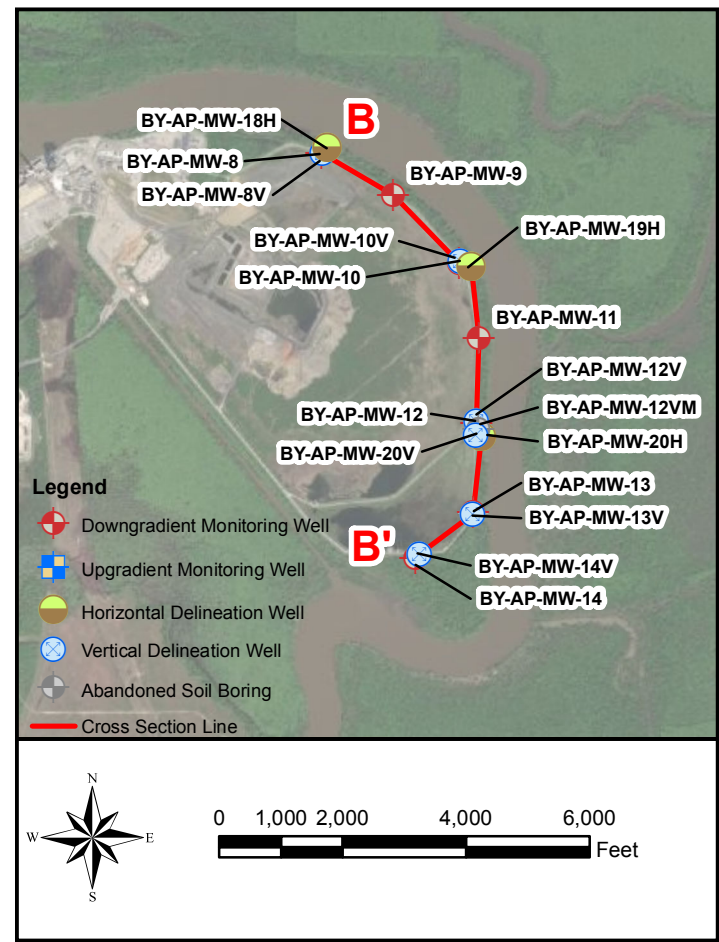 B
BY-AP-MW-18H
BY-AP-MW-8
BY-AP-MW-8V
BY-AP-MW-9
BY-AP-MW-10V
BY-AP-MW-19H
BY-AP-MW-10
BY-AP-MW-11
BY-AP-MW-12V
BY-AP-MW-12
BY-AP-MW-12VM
BY-AP-MW-20V
BY-AP-MW-20H
BY-AP-MW-13
BY-AP-MW-13V
B'
BY-AP-MW-14V
BY-AP-MW-14
Legend
Downgradient Monitoring Well
Upgradient Monitoring Well
Horizontal Delineation Well
Vertical Delineation Well
Abandoned Soil Boring
Cross Section Line
N
W E
S
0 1,000 2,000 4,000 6,000
Feet